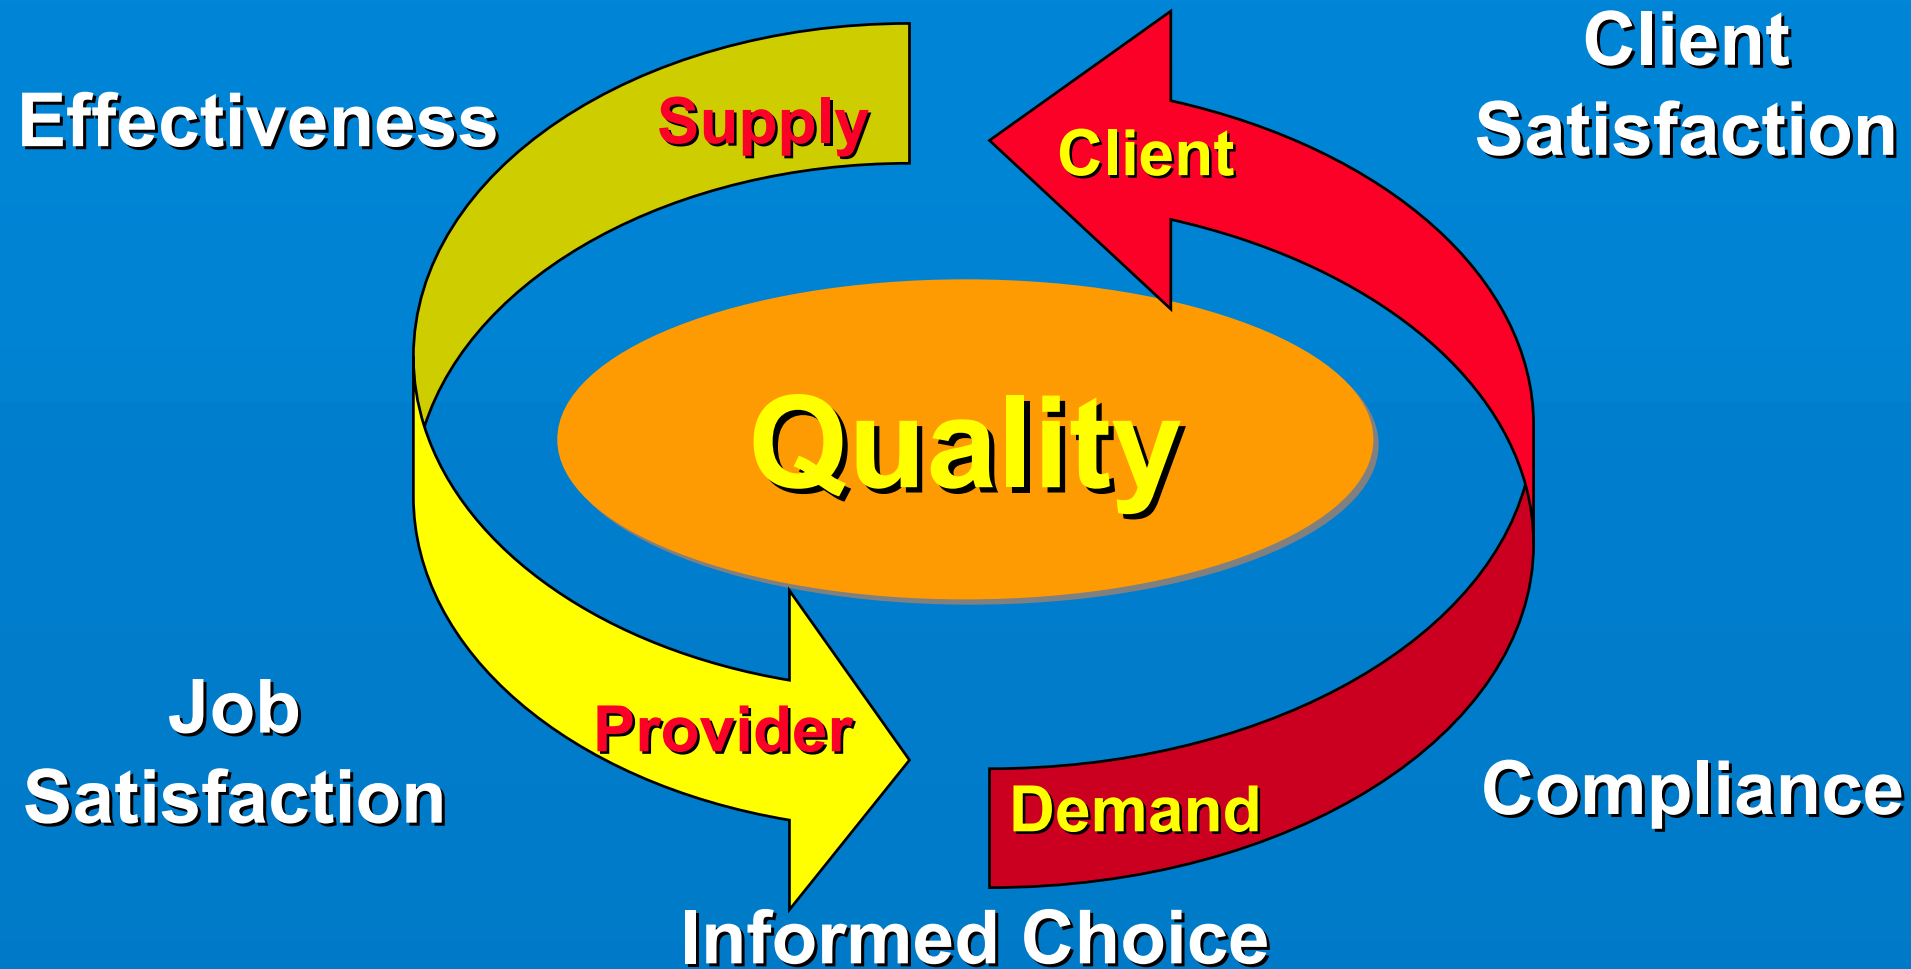 Client
Satisfaction
Effectiveness
Supply
Client
Quality
Job
Satisfaction
Provider
Demand
Compliance
Informed Choice